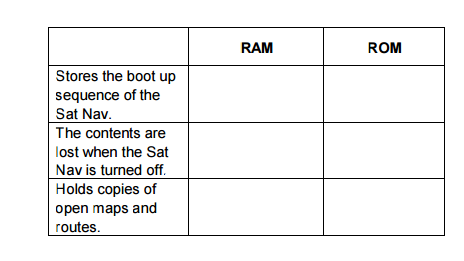 RAM ROM
Stores the boot up
sequence of the
Sat Nav.
The contents are
lost when the Sat
Nav is turned off.
Holds copies of
open maps and
routes.